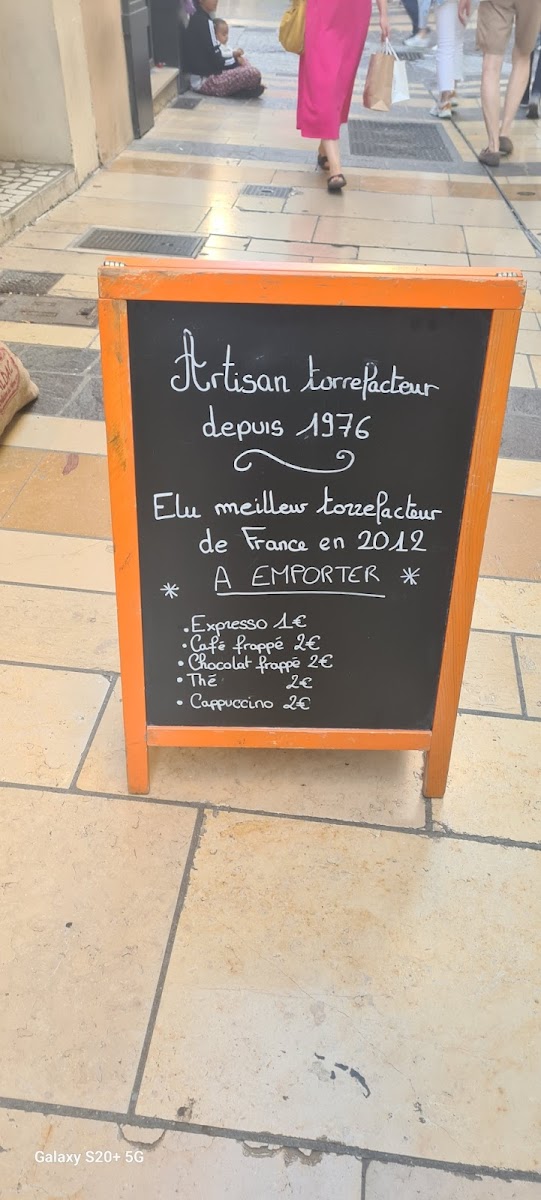 Artisan torrefacteur
depuis 1976
Elu meilleur torrefacteur
de France en 2012
* A EMPORTER *
• Expresso 1€
• Café frappé 2€
• Chocolat frappé 2€
• Thé 2€
• Cappuccino 2€
Galaxy S20+ 5G